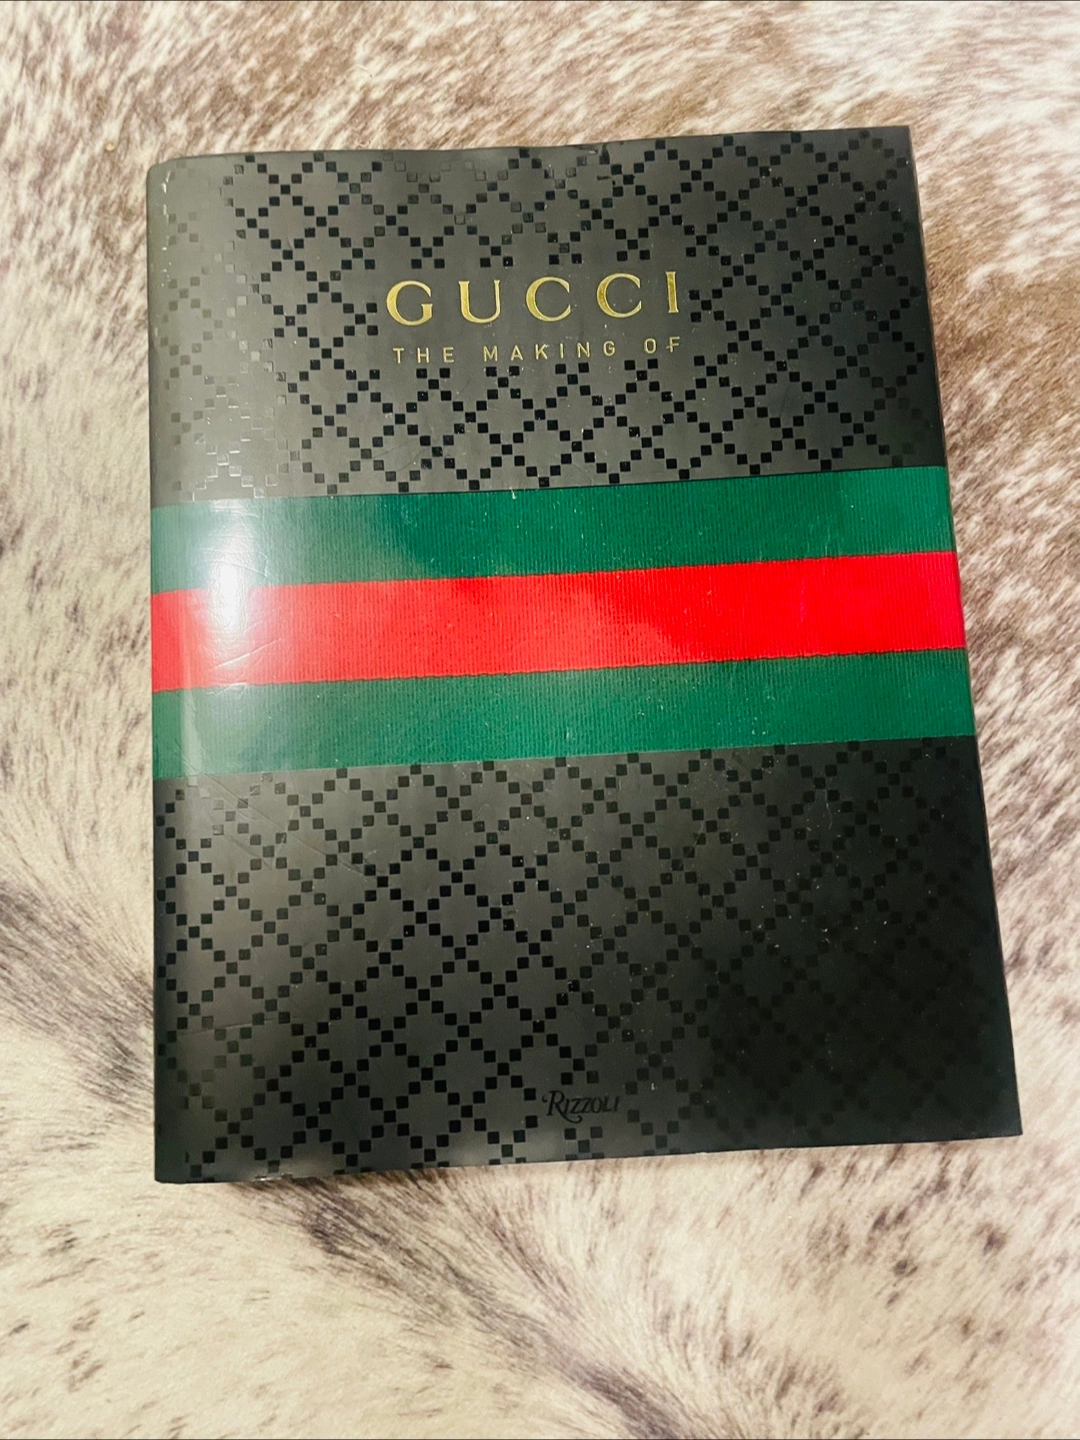 GUCCI
THE MAKING OF
RIZZOLI